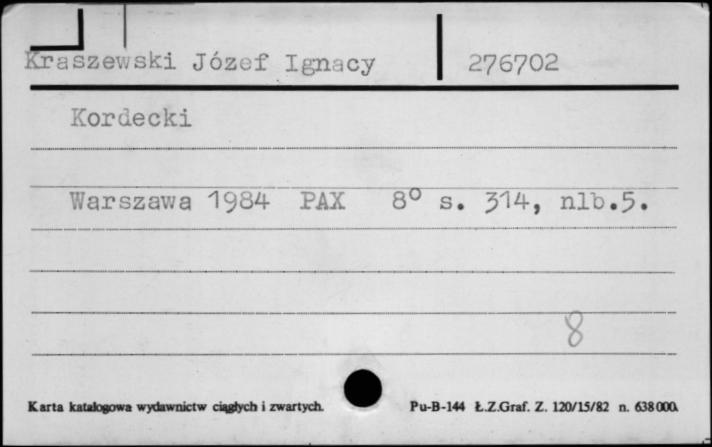 Kraszewski Józef Ignacy 276702
Kordecki
Warszawa 1984 PAX 8° s. 314, nlb.5.
8
Karta katalogowa wydawnictw ciągłych i zwartych. Pu-B-144 Ł.Z.Graf. Z. 120/15/82 n. 638000.